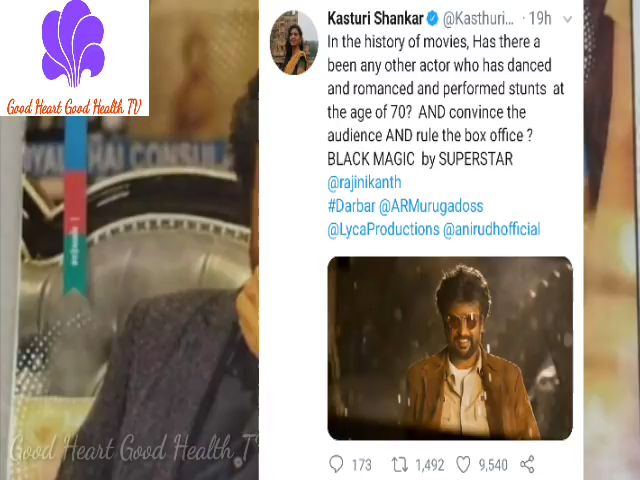 Good Heart Good Health TV
Kasturi Shankar @Kasthuri... · 19h
In the history of movies, Has there a
been any other actor who has danced
and romanced and performed stunts at
the age of 70? AND convince the
audience AND rule the box office ?
BLACK MAGIC by SUPERSTAR
@rajinikanth
#Darbar @ARMurugadoss
@LycaProductions @anirudhofficial
173 1,492 9,540
Good Heart Good Health T